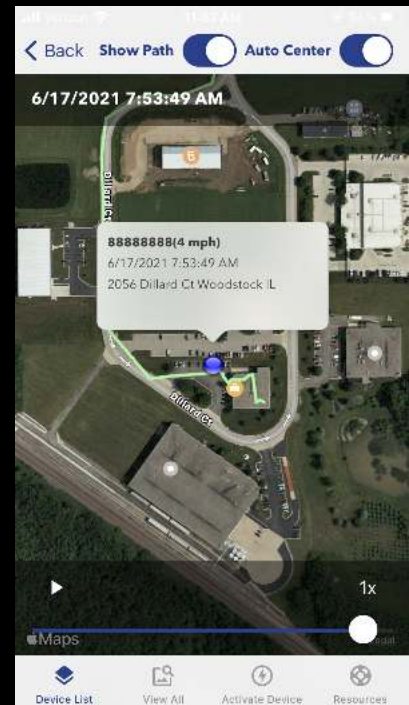 Back Show Path Auto Center
6/17/2021 7:53:49 AM
Dillard Ct
88888888(4 mph)
6/17/2021 7:53:49 AM
2056 Dillard Ct Woodstock IL
Dillard Ct
1x
Maps
Device List View All Activate Device Resources